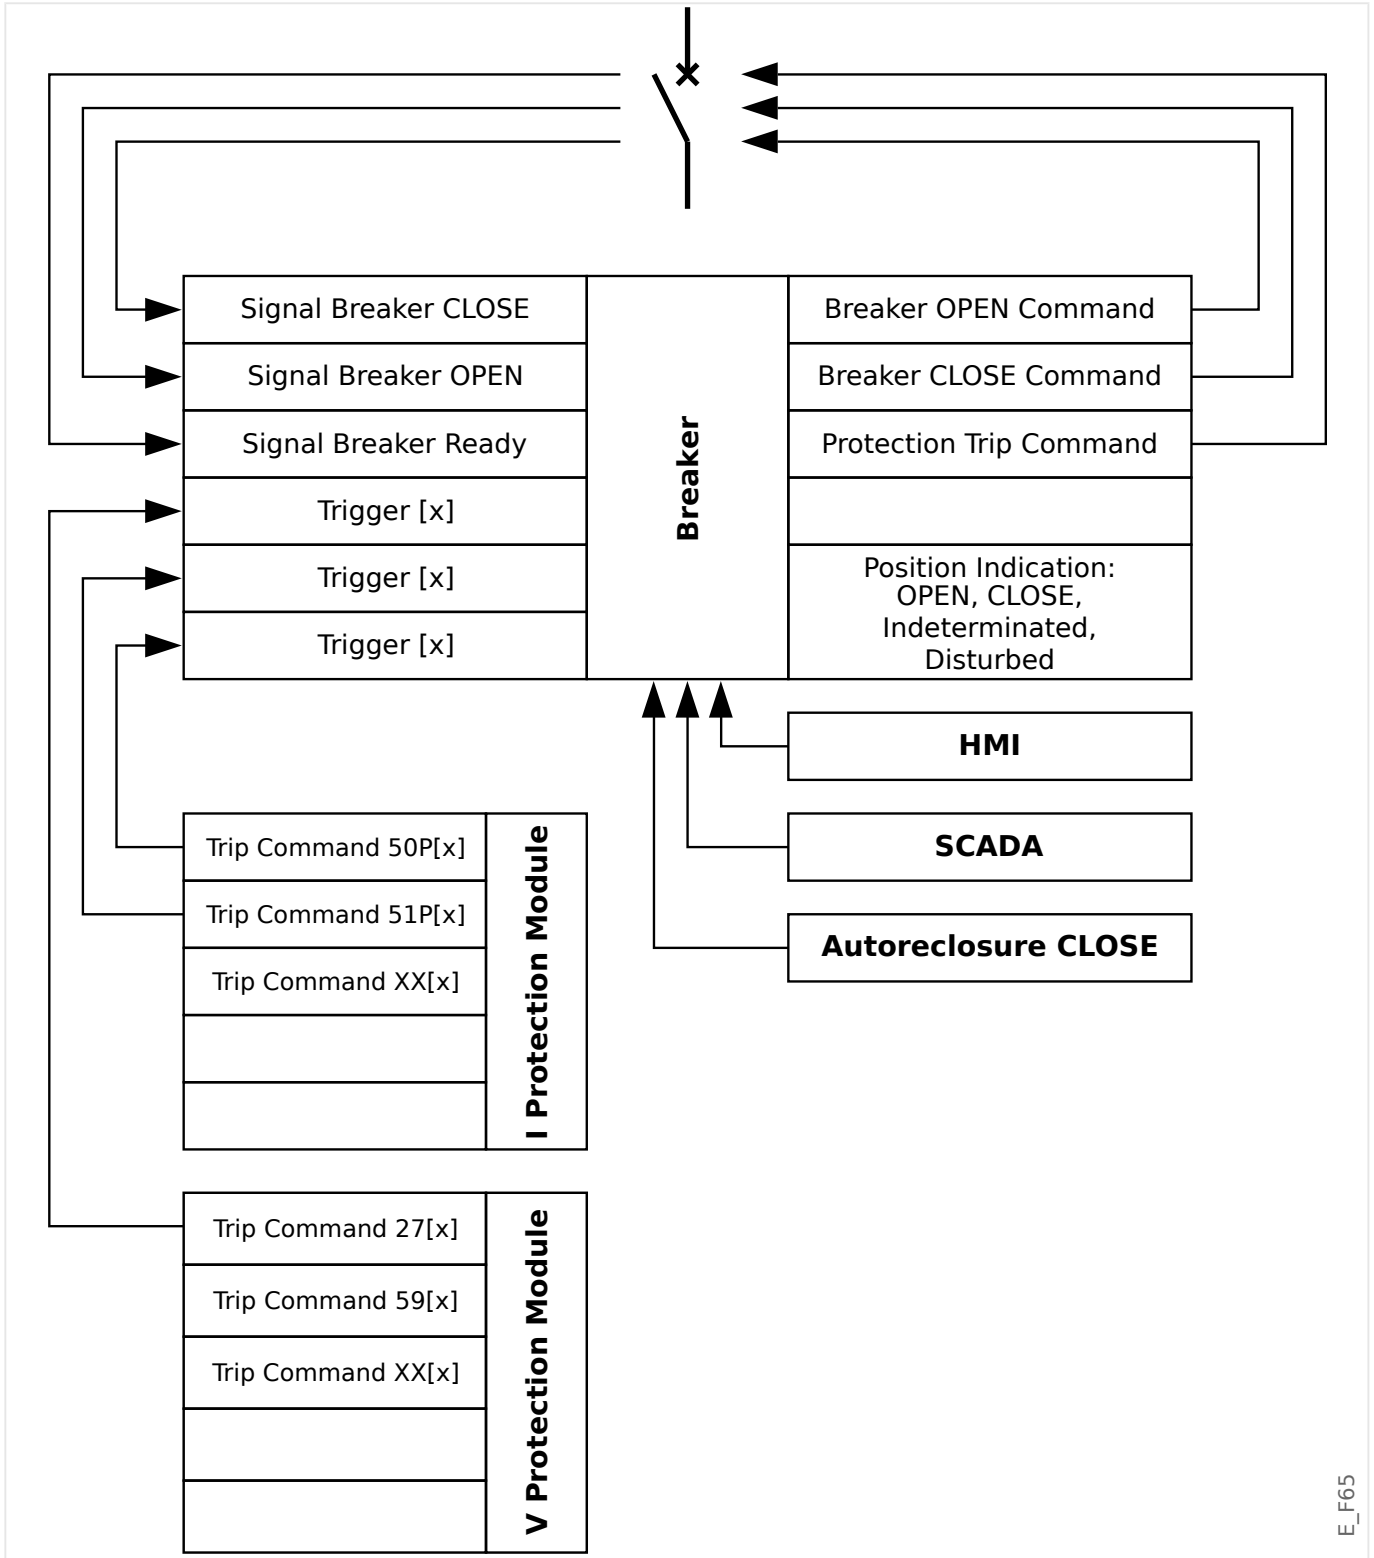 Signal Breaker CLOSE
Signal Breaker OPEN
Signal Breaker Ready
Trigger [x]
Trigger [x]
Trigger [x]
Breaker
Breaker OPEN Command
Breaker CLOSE Command
Protection Trip Command
Position Indication:
OPEN, CLOSE,
Indeterminated,
Disturbed
HMI
SCADA
Autoreclosure CLOSE
Trip Command 50P[x]
Trip Command 51P[x]
Trip Command XX[x]
I Protection Module
Trip Command 27[x]
Trip Command 59[x]
Trip Command XX[x]
V Protection Module
E_F65